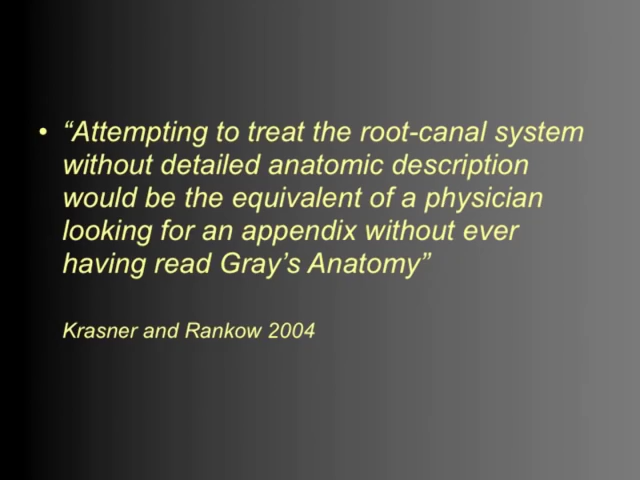 • “Attempting to treat the root-canal system
without detailed anatomic description
would be the equivalent of a physician
looking for an appendix without ever
having read Gray’s Anatomy”
Krasner and Rankow 2004